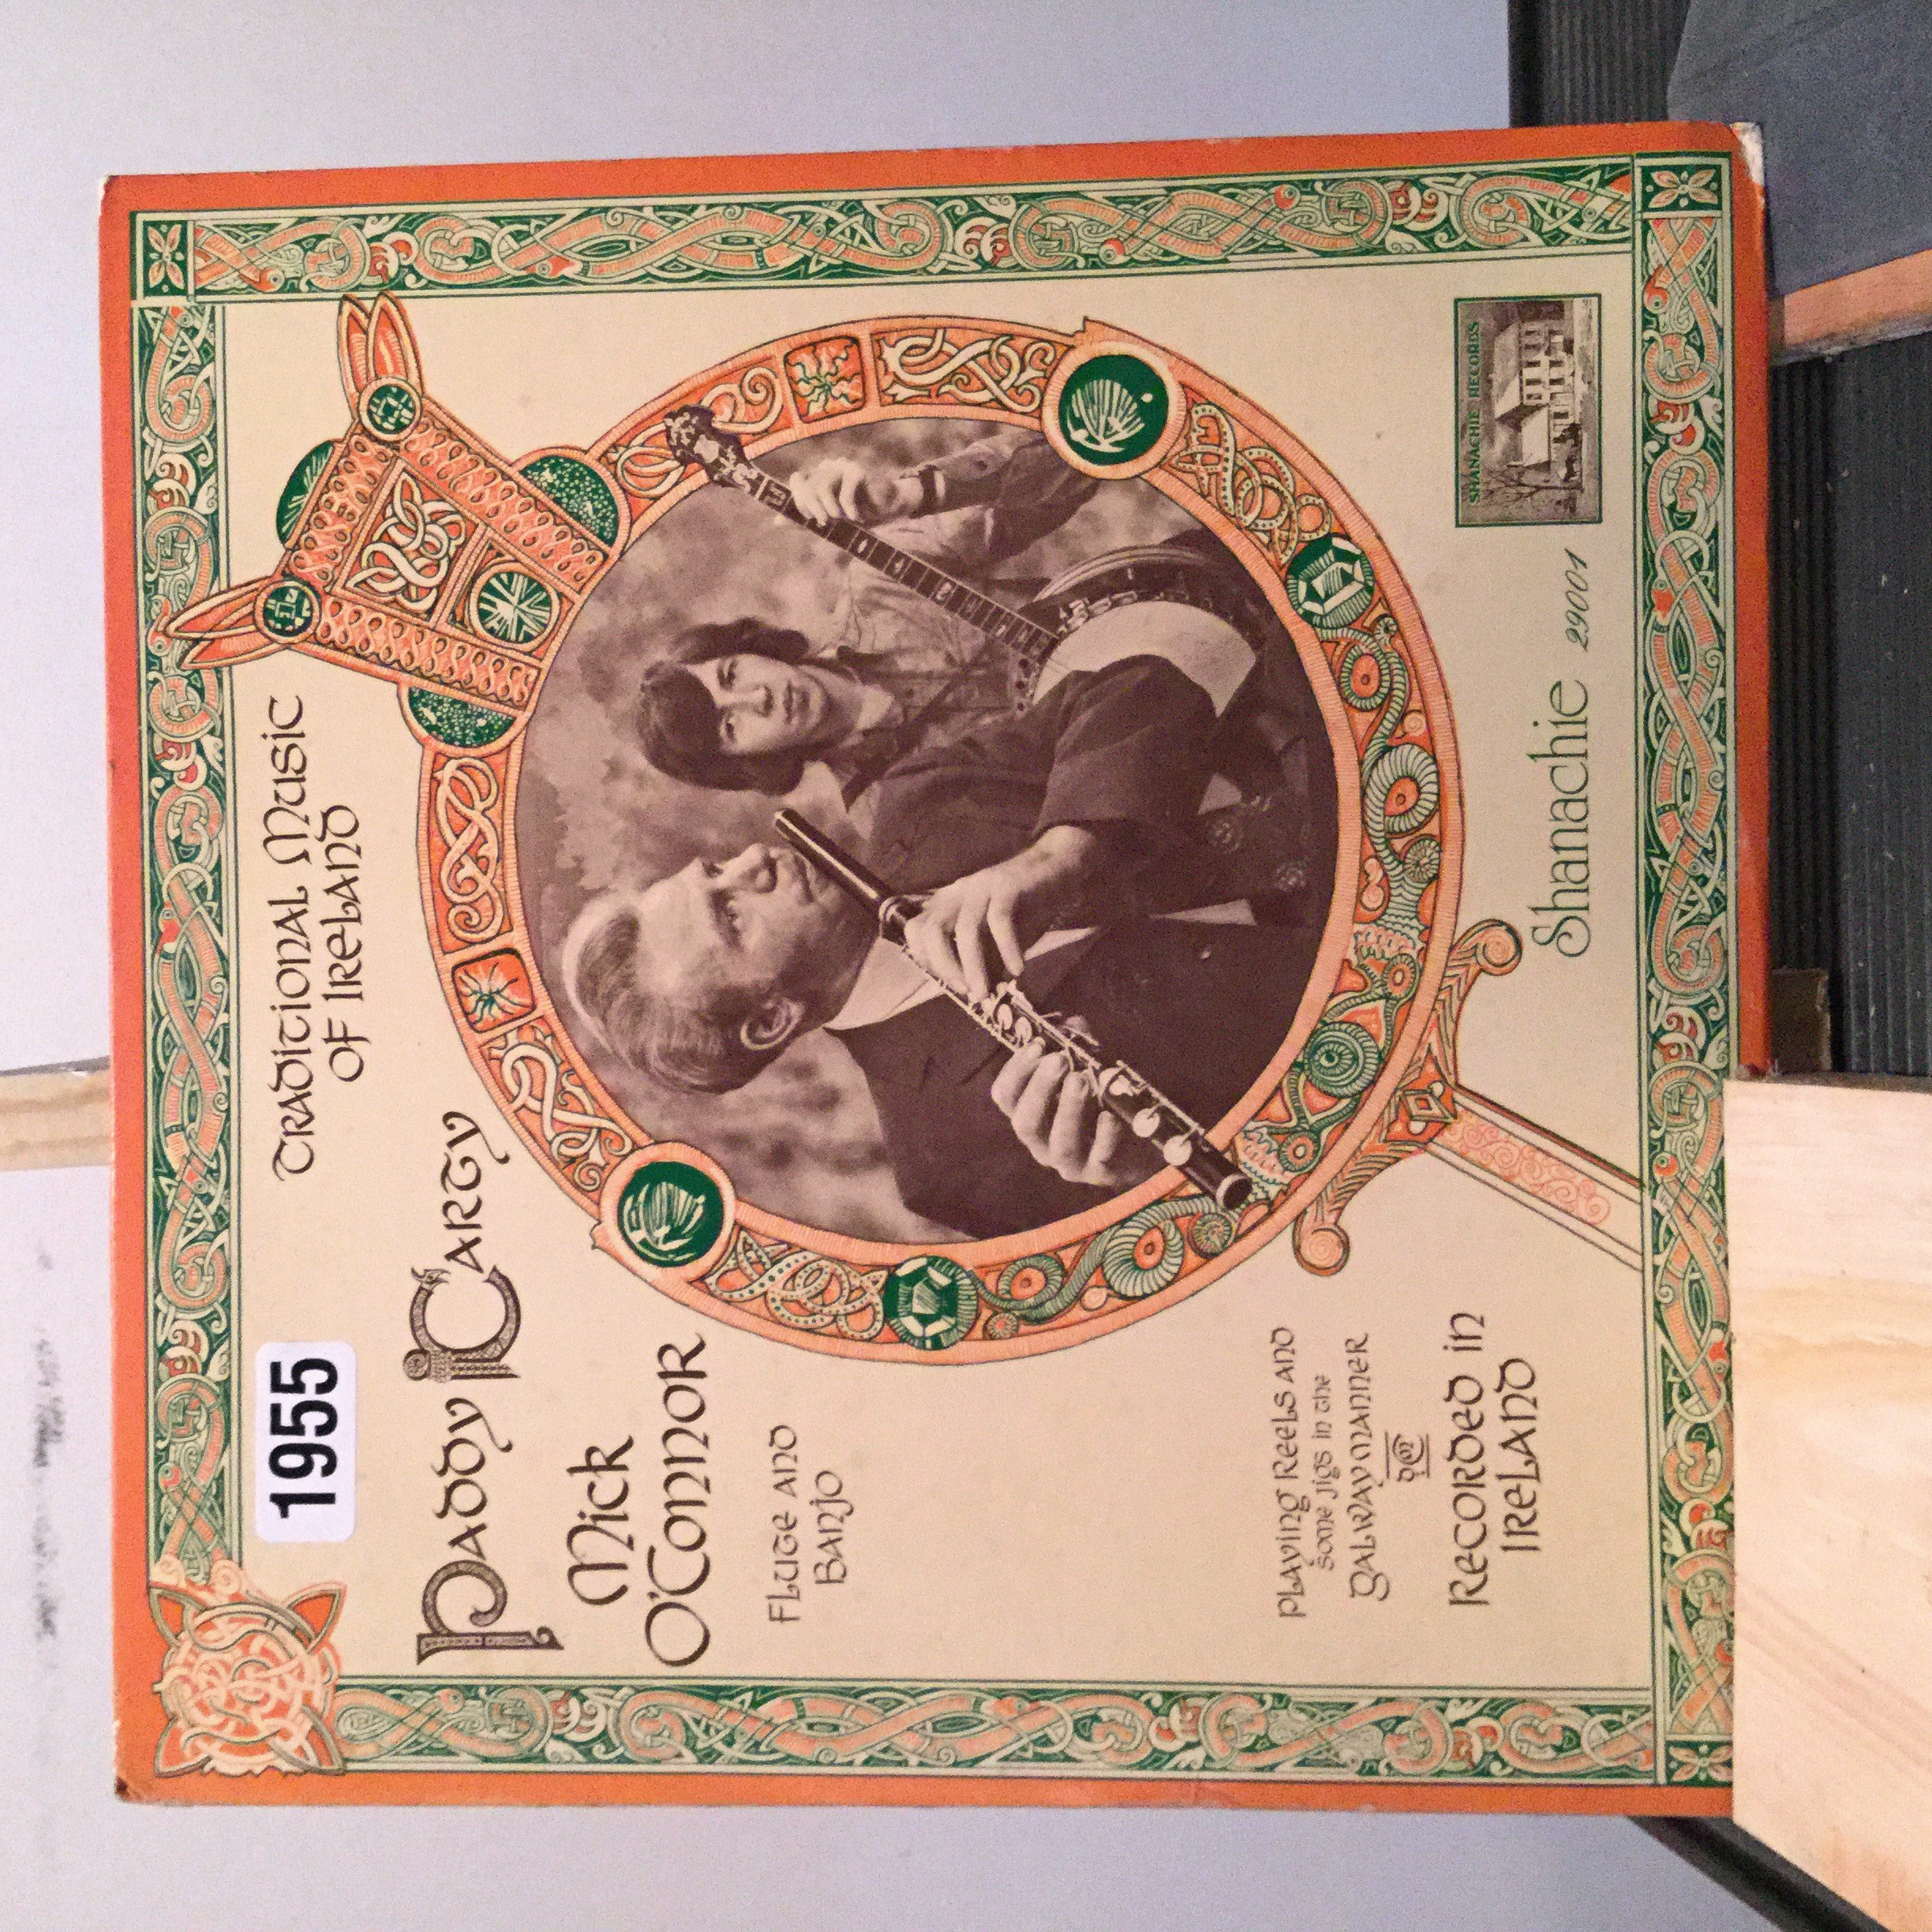 1955
TRADITIONAL MUSIC
OF IRELAND
PADDY CARTY
MICK
O'CONNOR
FLUTE AND
BANJO
PLAYING REELS AND
SOME JIGS IN THE
GALWAY MANNER
RECORDED IN
IRELAND
Shanachie 29001
SHANACHIE RECORDS